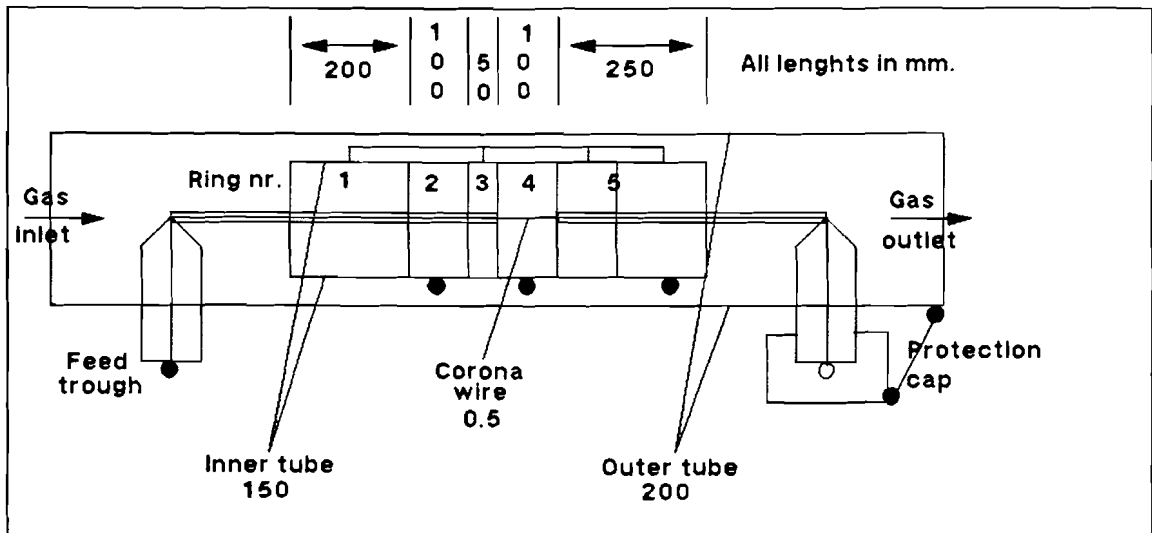 200
1
0
0
5
0
1
0
0
250
All lenghts in mm.
Ring nr.
1
2
3
4
5
Gas
inlet
Gas
outlet
Feed
trough
Corona
wire
0.5
Protection
cap
Inner tube
150
Outer tube
200